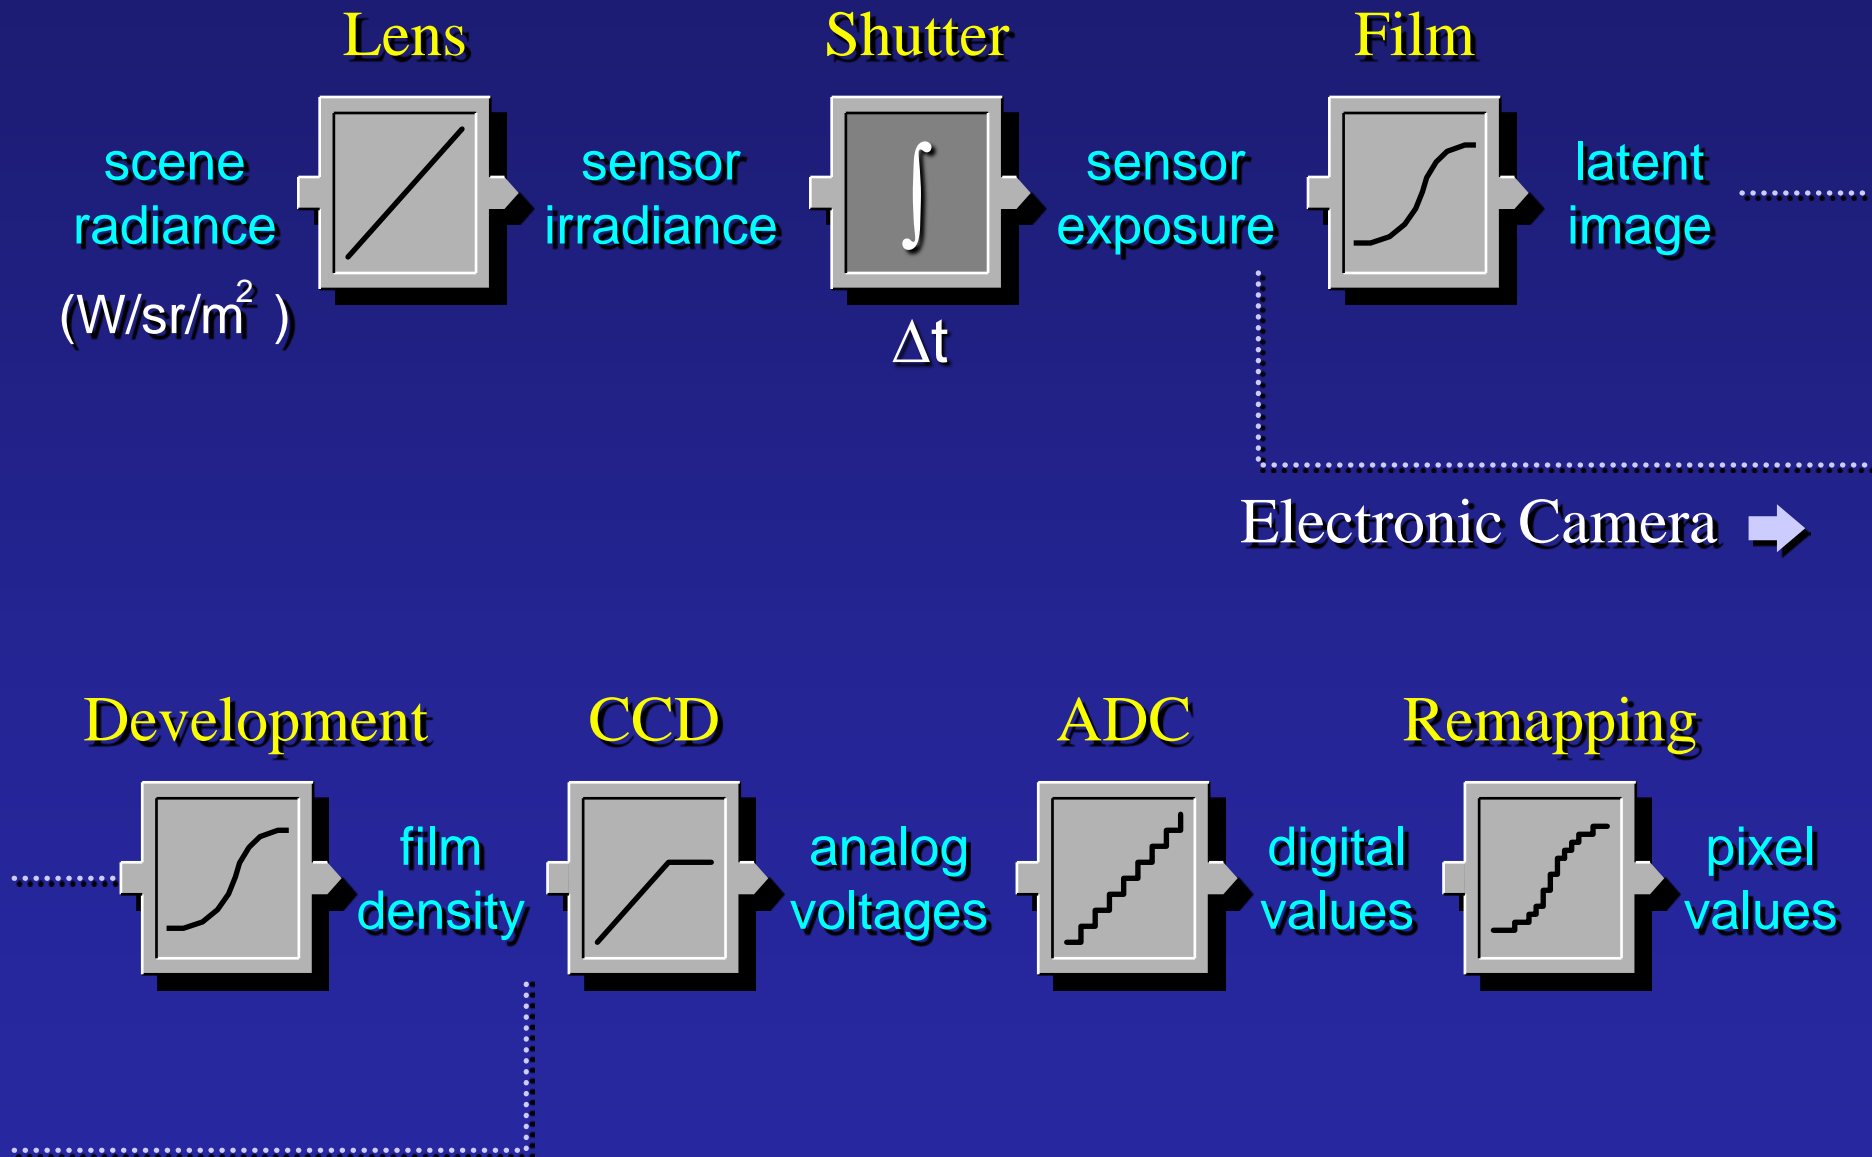 Lens Shutter Film
scene sensor sensor latent
radiance irradiance ∫ exposure image
(W/sr/m²)
Δt
Electronic Camera
Development CCD ADC Remapping
film analog digital pixel
density voltages values values